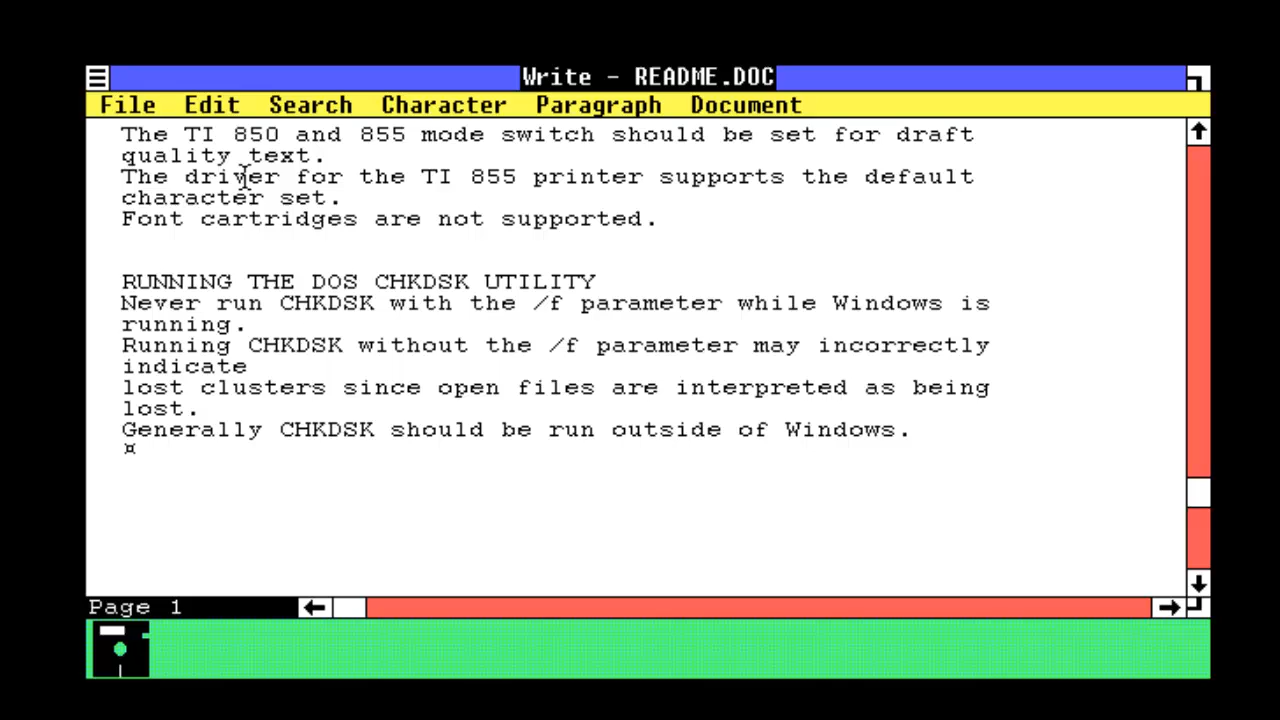 Write - README.DOC
File Edit Search Character Paragraph Document
The TI 850 and 855 mode switch should be set for draft
quality text.
The driver for the TI 855 printer supports the default
character set.
Font cartridges are not supported.
RUNNING THE DOS CHKDSK UTILITY
Never run CHKDSK with the /f parameter while Windows is
running.
Running CHKDSK without the /f parameter may incorrectly
indicate
lost clusters since open files are interpreted as being
lost.
Generally CHKDSK should be run outside of Windows.
¤
Page 1